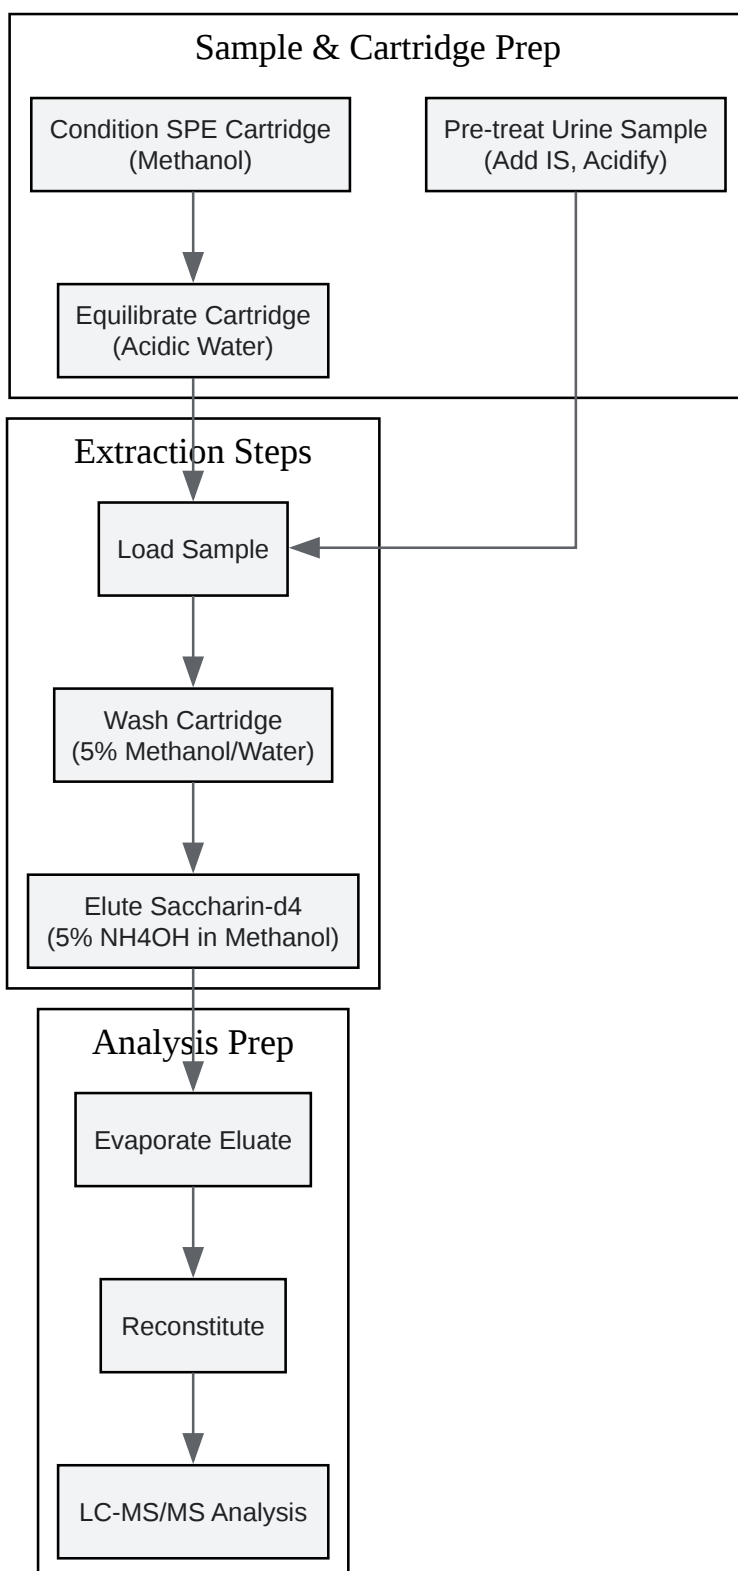 Sample & Cartridge Prep
Condition SPE Cartridge
(Methanol)
Pre-treat Urine Sample
(Add IS, Acidify)
Equilibrate Cartridge
(Acidic Water)
Extraction Steps
Load Sample
Wash Cartridge
(5% Methanol/Water)
Elute Saccharin-d4
(5% NH4OH in Methanol)
Analysis Prep
Evaporate Eluate
Reconstitute
LC-MS/MS Analysis